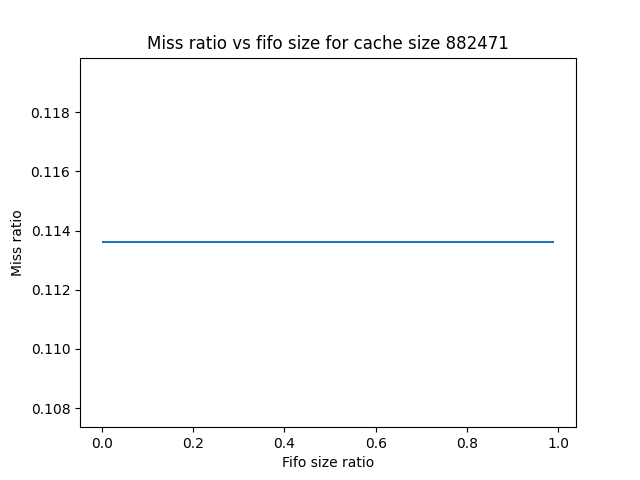 Miss ratio vs fifo size for cache size 882471
0.118
0.116
0.114
0.112
0.110
0.108
Miss ratio
0.0 0.2 0.4 0.6 0.8 1.0
Fifo size ratio